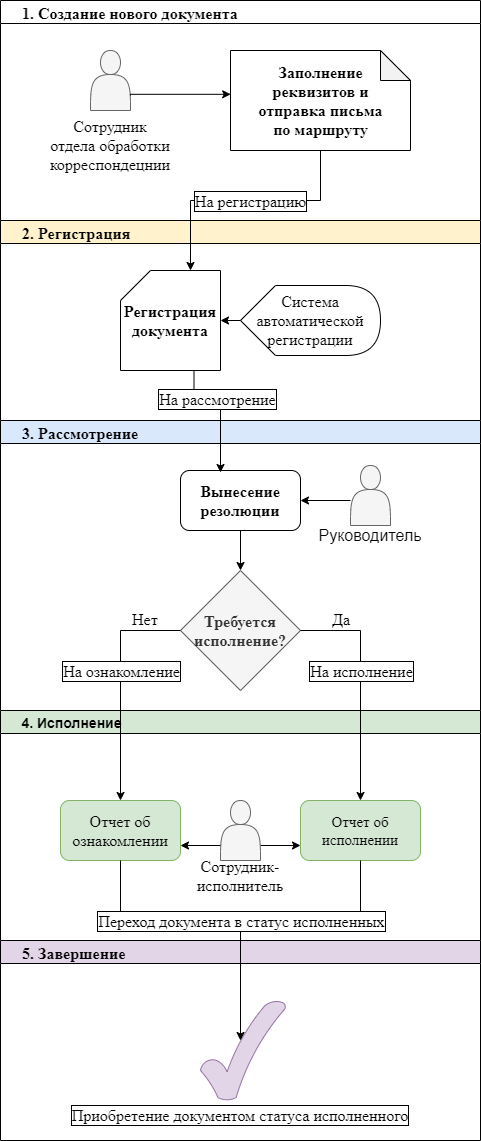 1. Создание нового документа
Заполнение
реквизитов и
отправка письма
по маршруту
Сотрудник
отдела обработки
корреспонденции
На регистрацию
2. Регистрация
Регистрация
документа
Система
автоматической
регистрации
На рассмотрение
3. Рассмотрение
Вынесение
резолюции
Руководитель
Требуется
исполнение?
Нет
Да
На ознакомление
На исполнение
4. Исполнение
Отчет об
ознакомлении
Отчет об
исполнении
Сотрудник-
исполнитель
Переход документа в статус исполненных
5. Завершение
Приобретение документом статуса исполненного